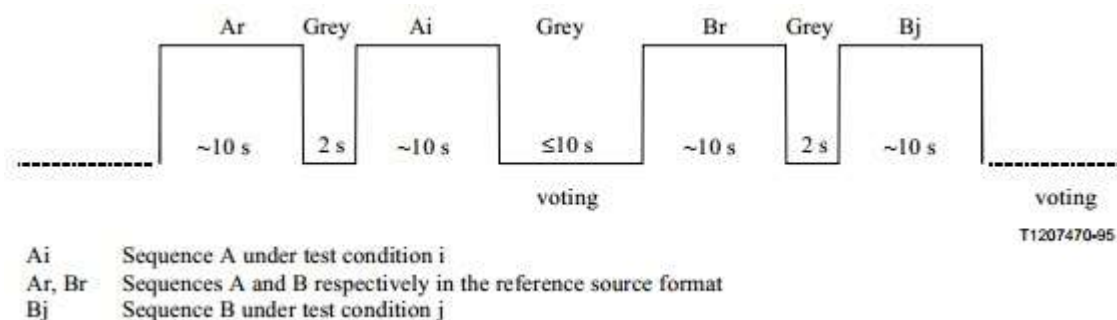 Ar Grey Ai Grey Br Grey Bj
~10 s 2 s ~10 s ≤10 s ~10 s 2 s ~10 s
voting voting
T1207470-95
Ai Sequence A under test condition i
Ar, Br Sequences A and B respectively in the reference source format
Bj Sequence B under test condition j